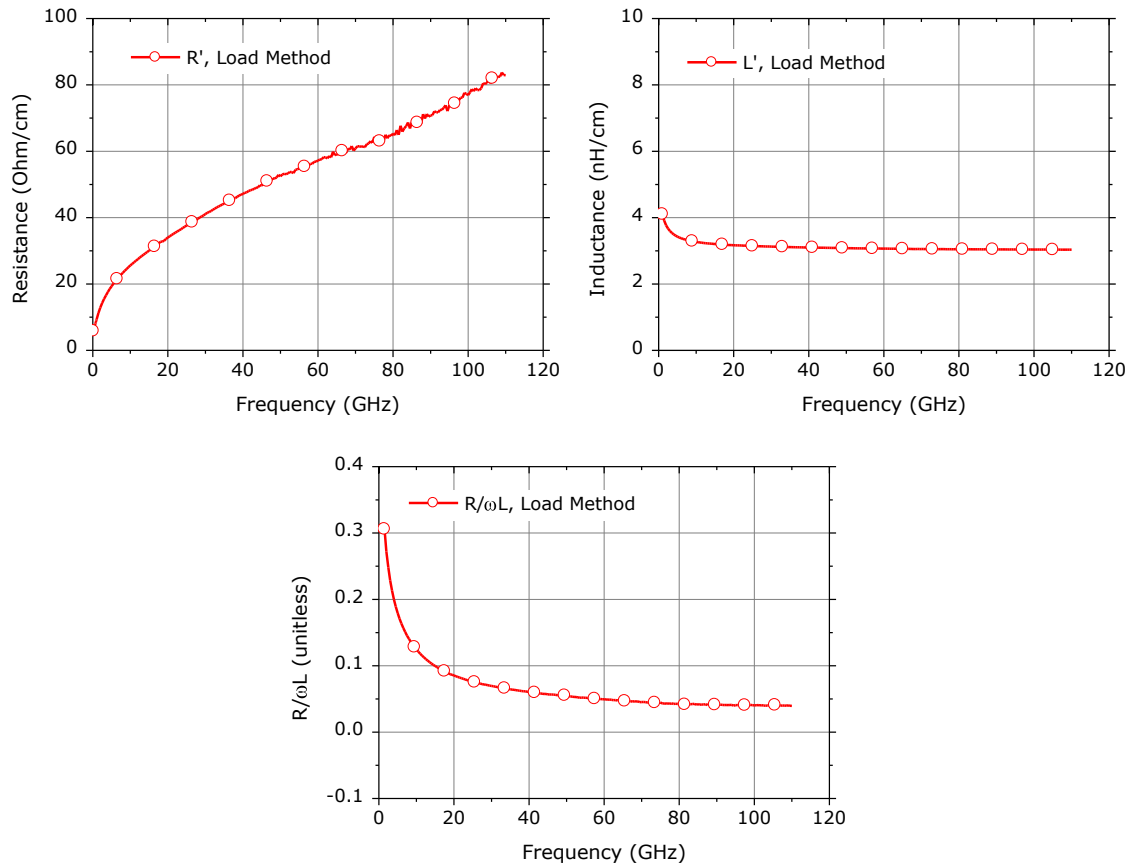 100
80
60
40
20
0
0 20 40 60 80 100 120
Resistance (Ohm/cm)
Frequency (GHz)
R', Load Method
10
8
6
4
2
0
0 20 40 60 80 100 120
Inductance (nH/cm)
Frequency (GHz)
L', Load Method
0.4
0.3
0.2
0.1
0.0
-0.1
0 20 40 60 80 100 120
R/ωL (unitless)
Frequency (GHz)
R/ωL, Load Method